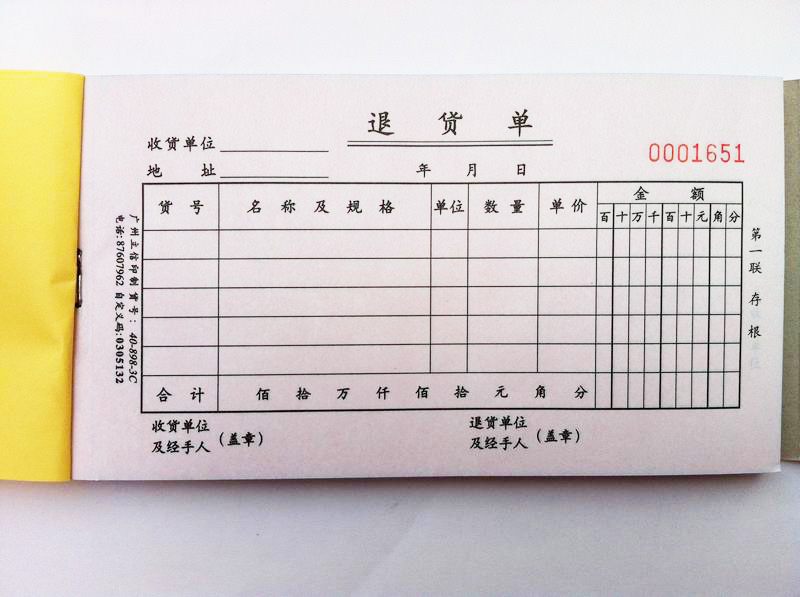 退货单
收货单位
0001651
地址 年 月 日
货号 名称及规格 单位 数量 单价 金额
百 十 万 千 百 十 元 角 分
合计 佰 拾 万 仟 佰 拾 元 角 分
收货单位
及经手人 (盖章)
退货单位
及经手人 (盖章)
第一联 存根
广州立信印制 货号: 40-898-3C
电话: 87607962 自定义码: 0305132